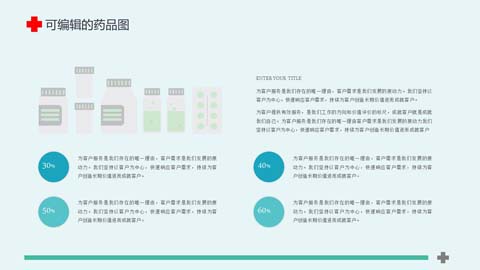 可编辑的药品图
ENTER YOUR TITLE
为客户服务是我们存在的唯一理由，客户需求是我们发展的原动力。我们坚持以
客户为中心，快速响应客户需求，持续为客户创造长期价值进而成就客户。
为客户提供有效服务，是我们工作的方向和价值评价的标尺，成就客户就是成就
我们自己。为客户服务是我们存在的唯一理由客户需求是我们发展的原动力我们
坚持以客户为中心，快速响应客户需求，持续为客户创造长期价值进而成就客户
30%
为客户服务是我们存在的唯一理由，客户需求是我们发展的原
动力。我们坚持以客户为中心，快速响应客户需求，持续为客
户创造长期价值进而成就客户。
40%
为客户服务是我们存在的唯一理由，客户需求是我们发展的原
动力。我们坚持以客户为中心，快速响应客户需求，持续为客
户创造长期价值进而成就客户。
50%
为客户服务是我们存在的唯一理由，客户需求是我们发展的原
动力。我们坚持以客户为中心，快速响应客户需求，持续为客
户创造长期价值进而成就客户。
60%
为客户服务是我们存在的唯一理由，客户需求是我们发展的原
动力。我们坚持以客户为中心，快速响应客户需求，持续为客
户创造长期价值进而成就客户。